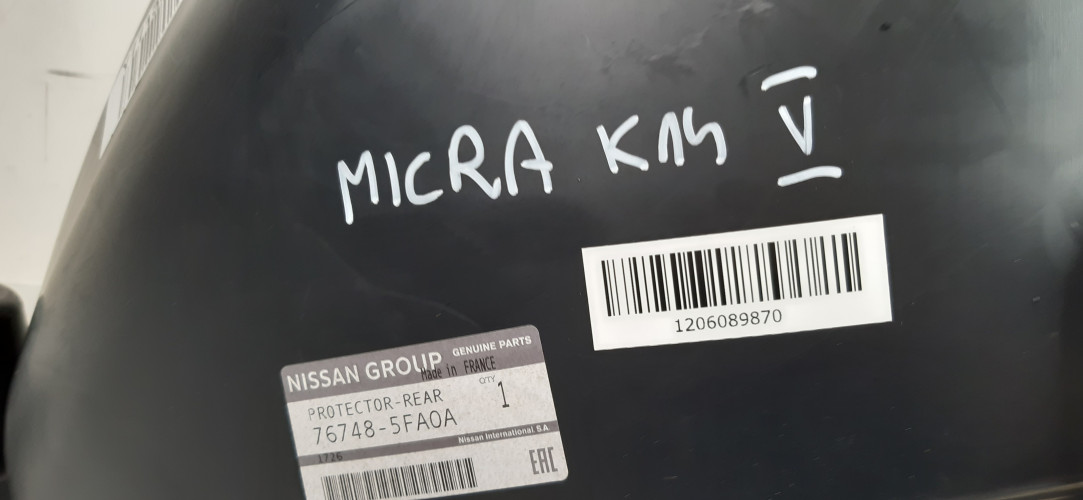 MICRA K14 V
1206089870
NISSAN GROUP GENUINE PARTS
Made in FRANCE
PROTECTOR-REAR QTY 1
76748-5FA0A
Nissan International S.A
1726
EAC